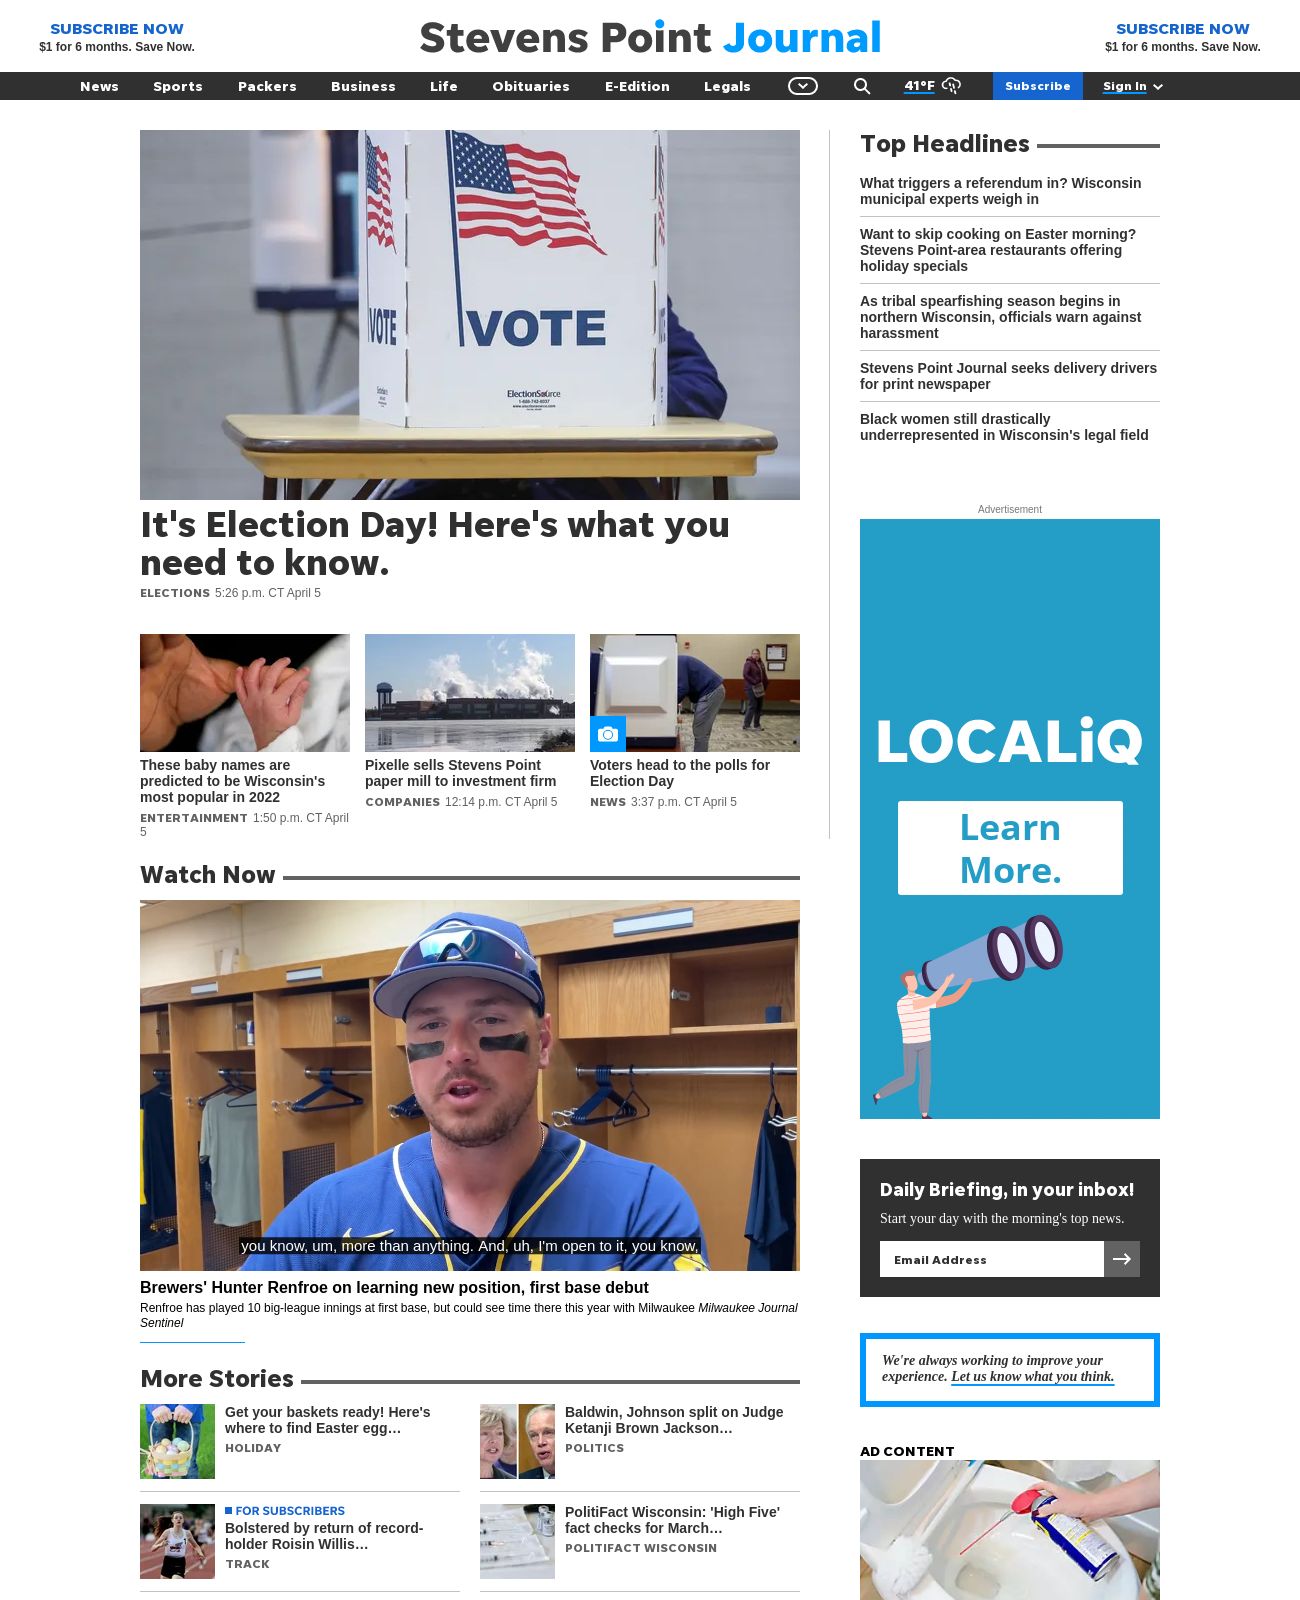 SUBSCRIBE NOW
$1 for 6 months. Save Now.
Stevens Point Journal
SUBSCRIBE NOW
$1 for 6 months. Save Now.
News Sports Packers Business Life Obituaries E-Edition Legals 41°F Subscribe Sign In
VOTE
VOTE
ElectionSource
It's Election Day! Here's what you
need to know.
ELECTIONS 5:26 p.m. CT April 5
These baby names are
predicted to be Wisconsin's
most popular in 2022
ENTERTAINMENT 1:50 p.m. CT April
5
Pixelle sells Stevens Point
paper mill to investment firm
COMPANIES 12:14 p.m. CT April 5
Voters head to the polls for
Election Day
NEWS 3:37 p.m. CT April 5
Top Headlines
What triggers a referendum in? Wisconsin
municipal experts weigh in
Want to skip cooking on Easter morning?
Stevens Point-area restaurants offering
holiday specials
As tribal spearfishing season begins in
northern Wisconsin, officials warn against
harassment
Stevens Point Journal seeks delivery drivers
for print newspaper
Black women still drastically
underrepresented in Wisconsin's legal field
Advertisement
LOCALiQ
Learn
More.
Watch Now
you know, um, more than anything. And, uh, I'm open to it, you know,
Brewers' Hunter Renfroe on learning new position, first base debut
Renfroe has played 10 big-league innings at first base, but could see time there this year with Milwaukee Milwaukee Journal
Sentinel
Daily Briefing, in your inbox!
Start your day with the morning's top news.
Email Address
We're always working to improve your
experience. Let us know what you think.
More Stories
Get your baskets ready! Here's
where to find Easter egg…
HOLIDAY
Baldwin, Johnson split on Judge
Ketanji Brown Jackson…
POLITICS
FOR SUBSCRIBERS
Bolstered by return of record-
holder Roisin Willis…
TRACK
PolitiFact Wisconsin: 'High Five'
fact checks for March…
POLITIFACT WISCONSIN
AD CONTENT